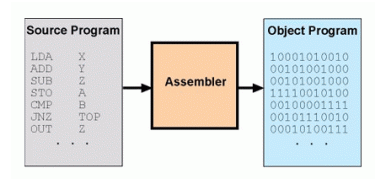 Source Program
LDA X
ADD Y
SUB Z
STO A
CMP B
JNZ TOP
OUT Z
. . .
Assembler
Object Program
10001010010
00101001000
00101001000
11110010100
00100001111
00101110010
00010100111
. . .